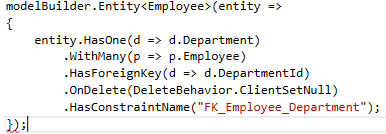 modelBuilder.Entity<Employee>(entity =>
{
    entity.HasOne(d => d.Department)
        .WithMany(p => p.Employee)
        .HasForeignKey(d => d.DepartmentId)
        .OnDelete(DeleteBehavior.ClientSetNull)
        .HasConstraintName("FK_Employee_Department");
});